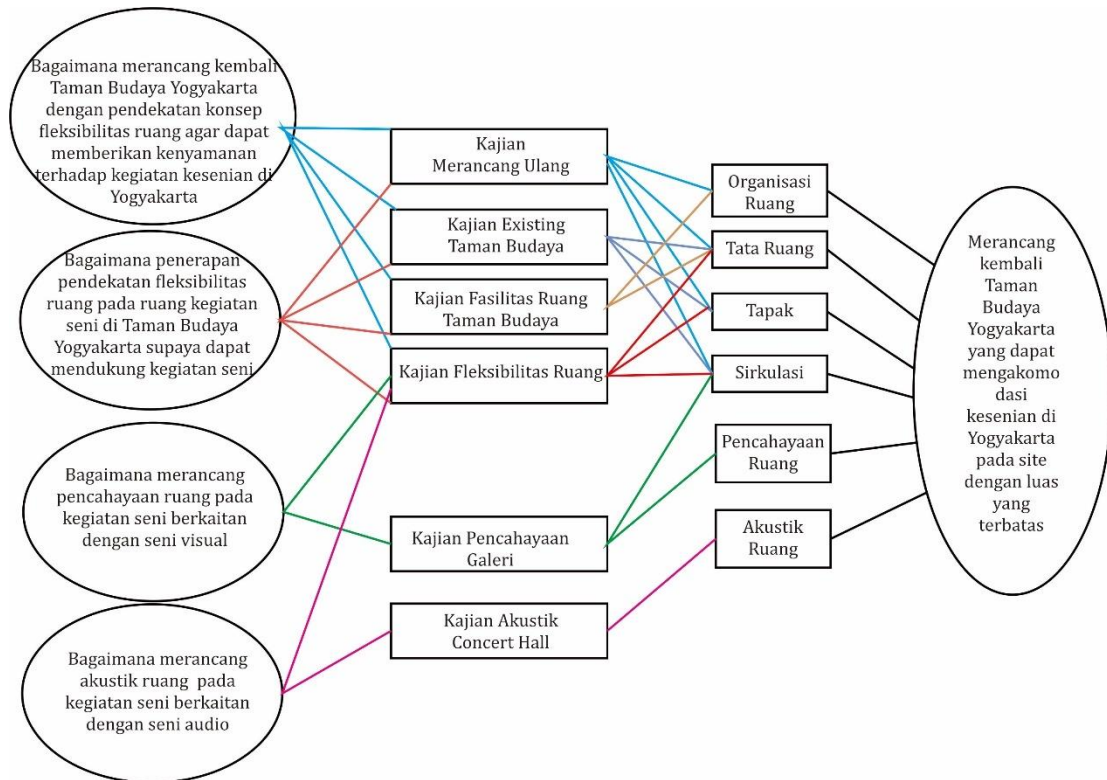 Bagaimana merancang kembali
Taman Budaya Yogyakarta
dengan pendekatan konsep
fleksibilitas ruang agar dapat
memberikan kenyamanan
terhadap kegiatan kesenian di
Yogyakarta
Bagaimana penerapan
pendekatan fleksibilitas
ruang pada ruang kegiatan
seni di Taman Budaya
Yogyakarta supaya dapat
mendukung kegiatan seni
Bagaimana merancang
pencahayaan ruang pada
kegiatan seni berkaitan
dengan seni visual
Bagaimana merancang
akustik ruang pada
kegiatan seni berkaitan
dengan seni audio
Kajian
Merancang Ulang
Kajian Existing
Taman Budaya
Kajian Fasilitas Ruang
Taman Budaya
Kajian Fleksibilitas Ruang
Kajian Pencahayaan
Galeri
Kajian Akustik
Concert Hall
Organisasi
Ruang
Tata Ruang
Tapak
Sirkulasi
Pencahayaan
Ruang
Akustik
Ruang
Merancang
kembali
Taman
Budaya
Yogyakarta
yang dapat
mengakomo
dasi
kesenian di
Yogyakarta
pada site
dengan luas
yang
terbatas